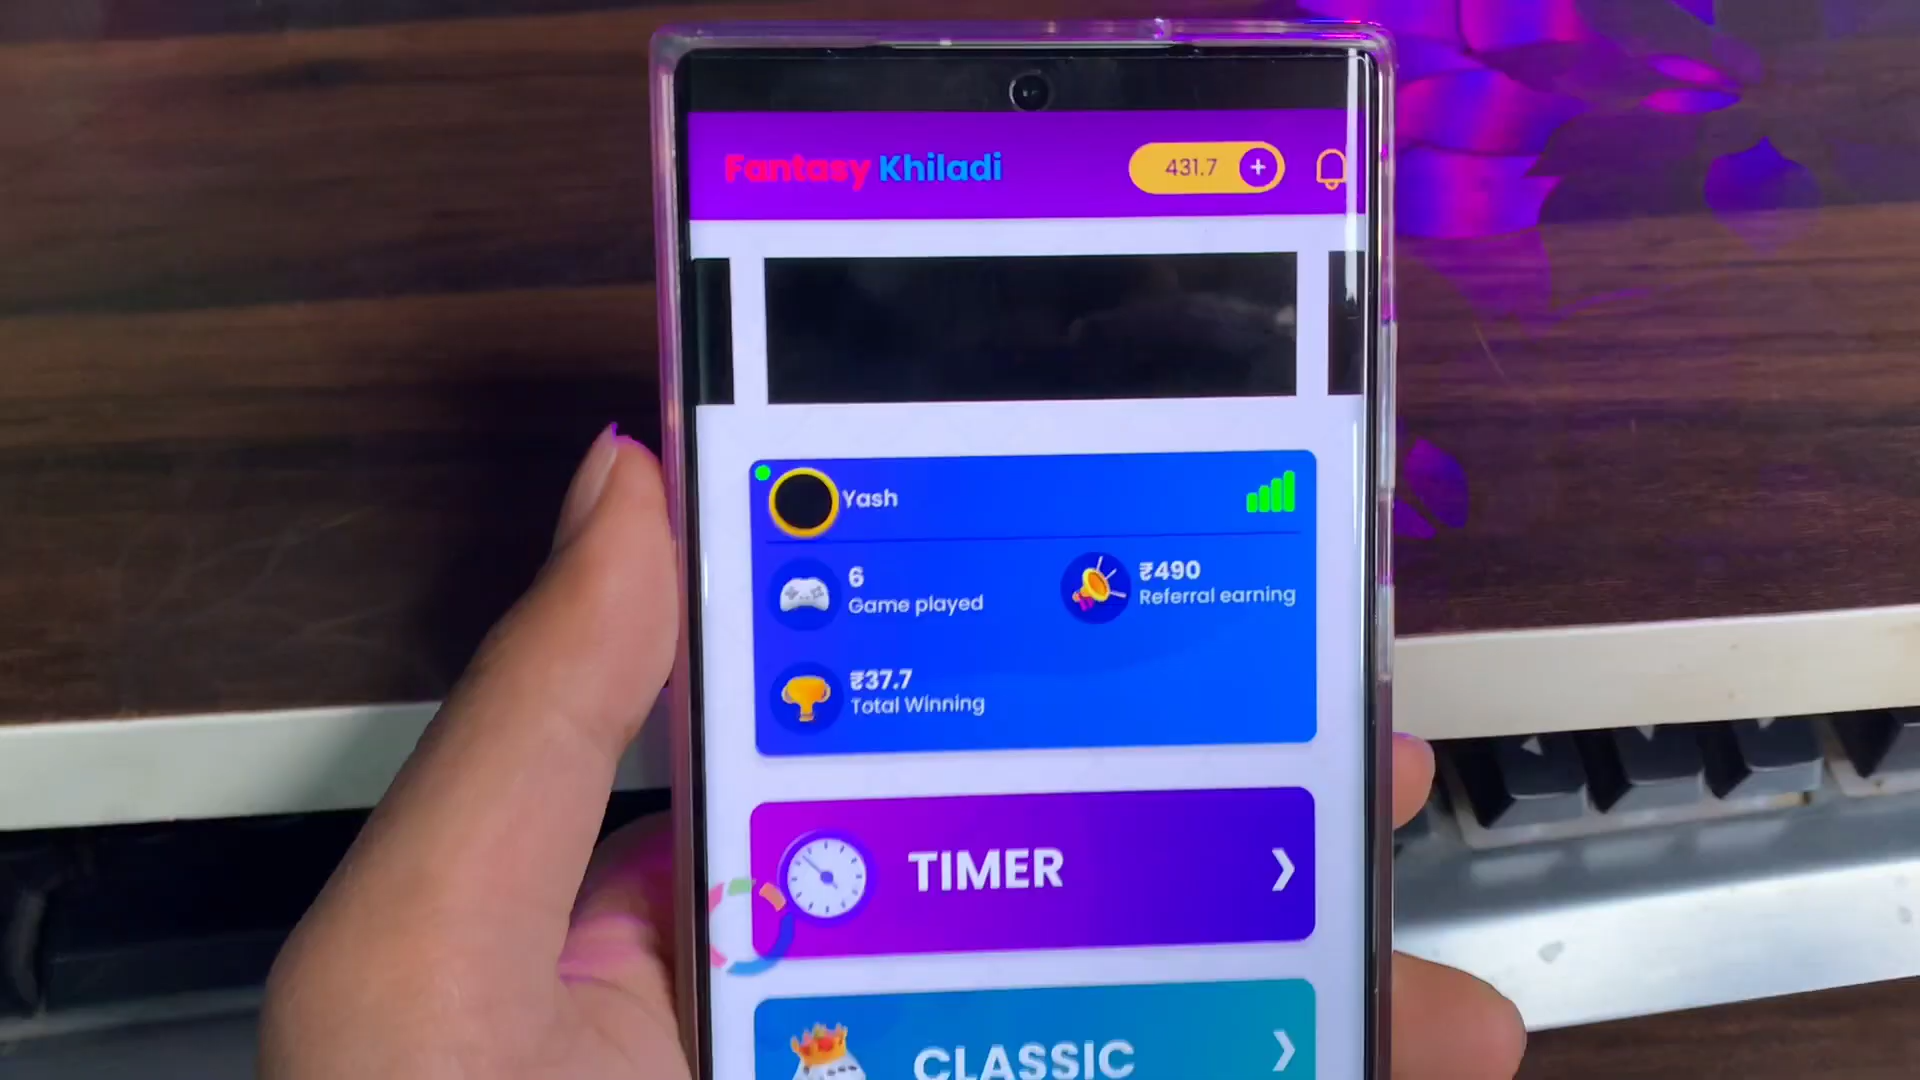 Fantasy Khiladi
431.7 +
Yash
6
Game played
₹490
Referral earning
₹37.7
Total Winning
TIMER
CLASSIC